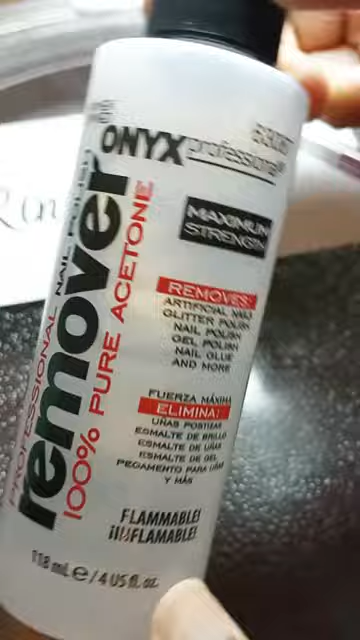 ONYX professional®
PROFESSIONAL NAIL POLISH
remover
100% PURE ACETONE
MAXIMUM
STRENGTH
REMOVES:
ARTIFICIAL NAILS
GLITTER POLISH
NAIL POLISH
GEL POLISH
NAIL GLUE
AND MORE
FUERZA MÁXIMA
ELIMINA:
UÑAS POSTIZAS
ESMALTE DE BRILLO
ESMALTE DE UÑAS
ESMALTE DE GEL
PEGAMENTO PARA UÑAS
Y MÁS
FLAMMABLE!
¡INFLAMABLE!
118 mL ℮ / 4 US fl. oz.